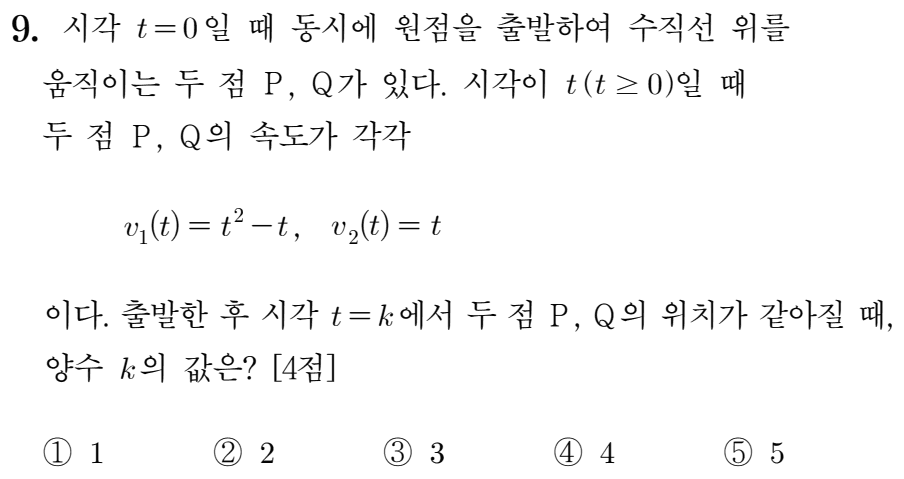 9. 시각 t=0일 때 동시에 원점을 출발하여 수직선 위를
움직이는 두 점 P, Q가 있다. 시각이 t(t≥0)일 때
두 점 P, Q의 속도가 각각
v₁(t)=t²-t, v₂(t)=t
이다. 출발한 후 시각 t=k에서 두 점 P, Q의 위치가 같아질 때,
양수 k의 값은? [4점]
① 1 ② 2 ③ 3 ④ 4 ⑤ 5